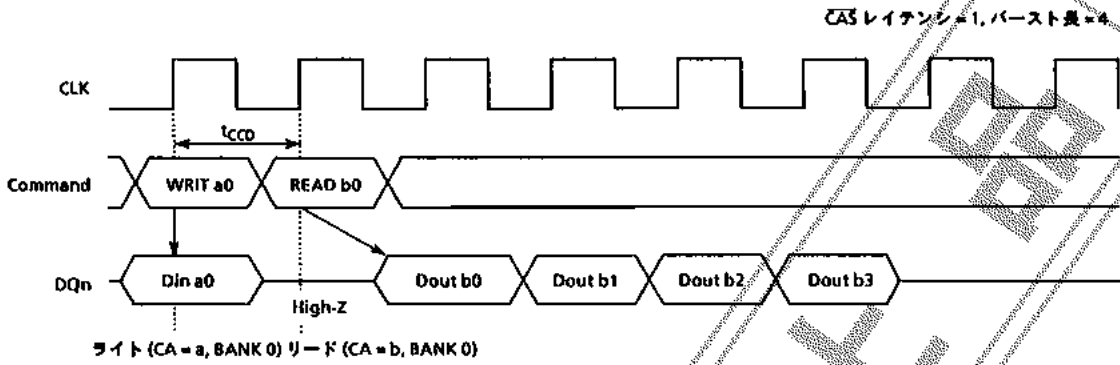 CAS レイテンシ = 1, バースト長 = 4
CLK
tCCD
Command WRIT a0 READ b0
DQn Din a0 Dout b0 Dout b1 Dout b2 Dout b3
High-Z
ライト (CA = a, BANK 0) リード (CA = b, BANK 0)